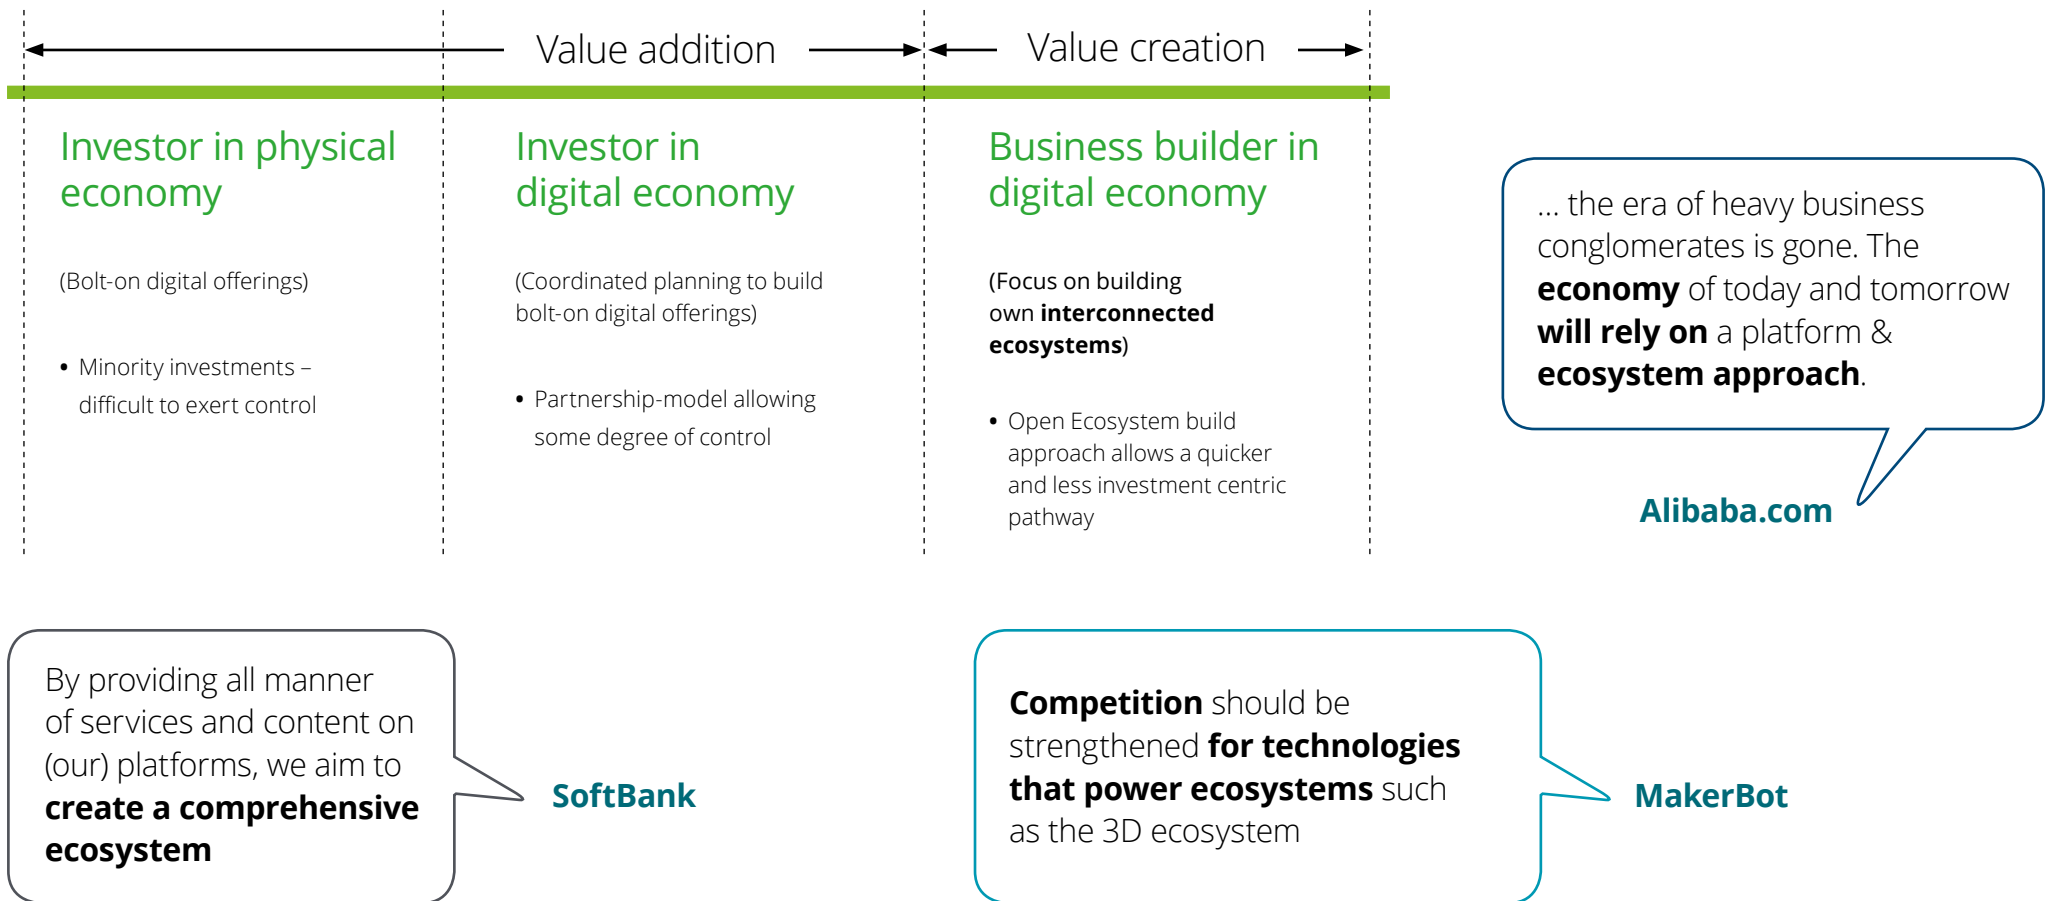 Value addition
Value creation
Investor in physical
economy
(Bolt-on digital offerings)
• Minority investments –
difficult to exert control
Investor in
digital economy
(Coordinated planning to build
bolt-on digital offerings)
• Partnership-model allowing
some degree of control
Business builder in
digital economy
(Focus on building
own interconnected
ecosystems)
• Open Ecosystem build
approach allows a quicker
and less investment centric
pathway
... the era of heavy business
conglomerates is gone. The
economy of today and tomorrow
will rely on a platform &
ecosystem approach.
Alibaba.com
By providing all manner
of services and content on
(our) platforms, we aim to
create a comprehensive
ecosystem
SoftBank
Competition should be
strengthened for technologies
that power ecosystems such
as the 3D ecosystem
MakerBot